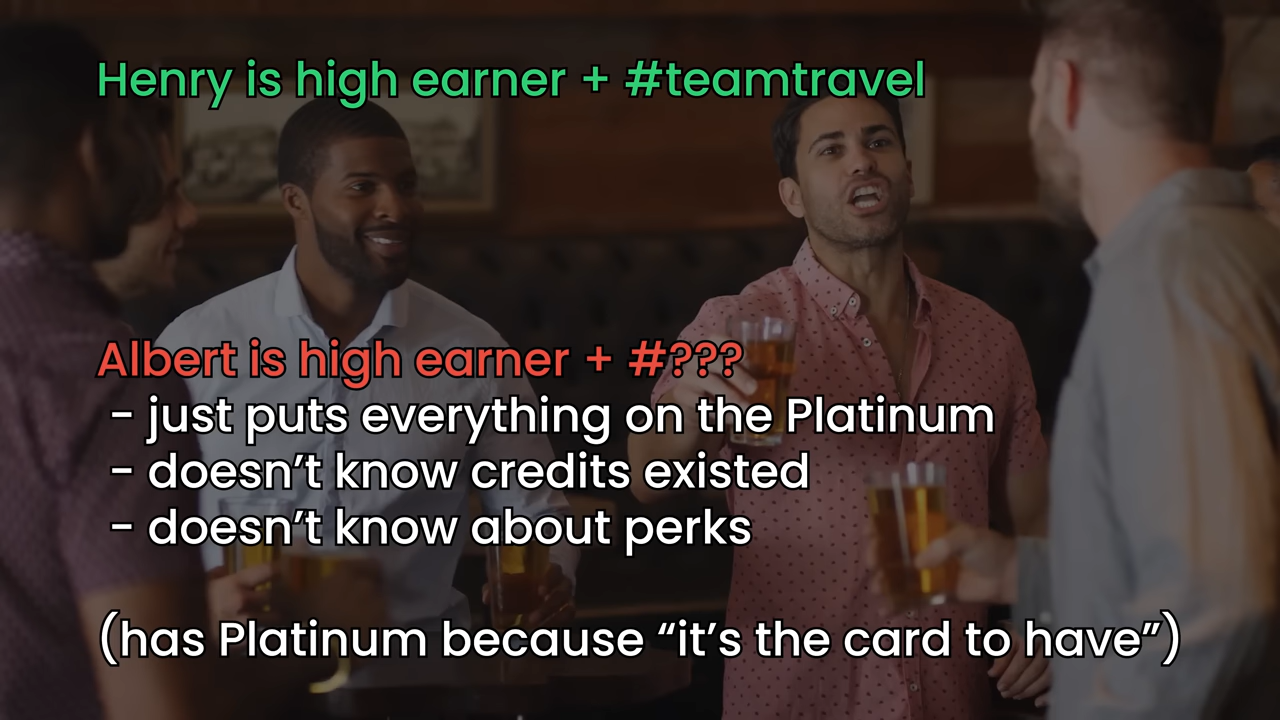 Henry is high earner + #teamtravel
Albert is high earner + #???
- just puts everything on the Platinum
- doesn’t know credits existed
- doesn’t know about perks
(has Platinum because “it’s the card to have”)